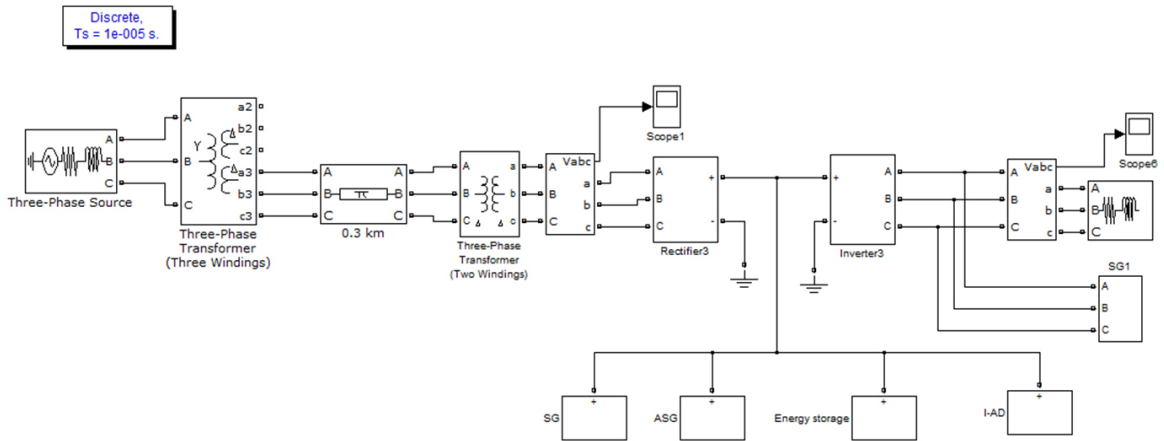 Discrete,
Ts = 1e-005 s.
A
B
C
Three-Phase Source
A
B
C
Y
a2
b2
c2
a3
b3
c3
Three-Phase
Transformer
(Three Windings)
A A
B π B
C C
0.3 km
A a
B b
C c
Three-Phase
Transformer
(Two Windings)
Vabc
A
a
B
b
C
c
Scope1
A
B
C
+
-
Rectifier3
+
-
A
B
C
Inverter3
Vabc
A
a
B
b
C
c
Scope6
A
B
C
SG1
A
B
C
SG
+
ASG
+
Energy storage
+
I-AD
+